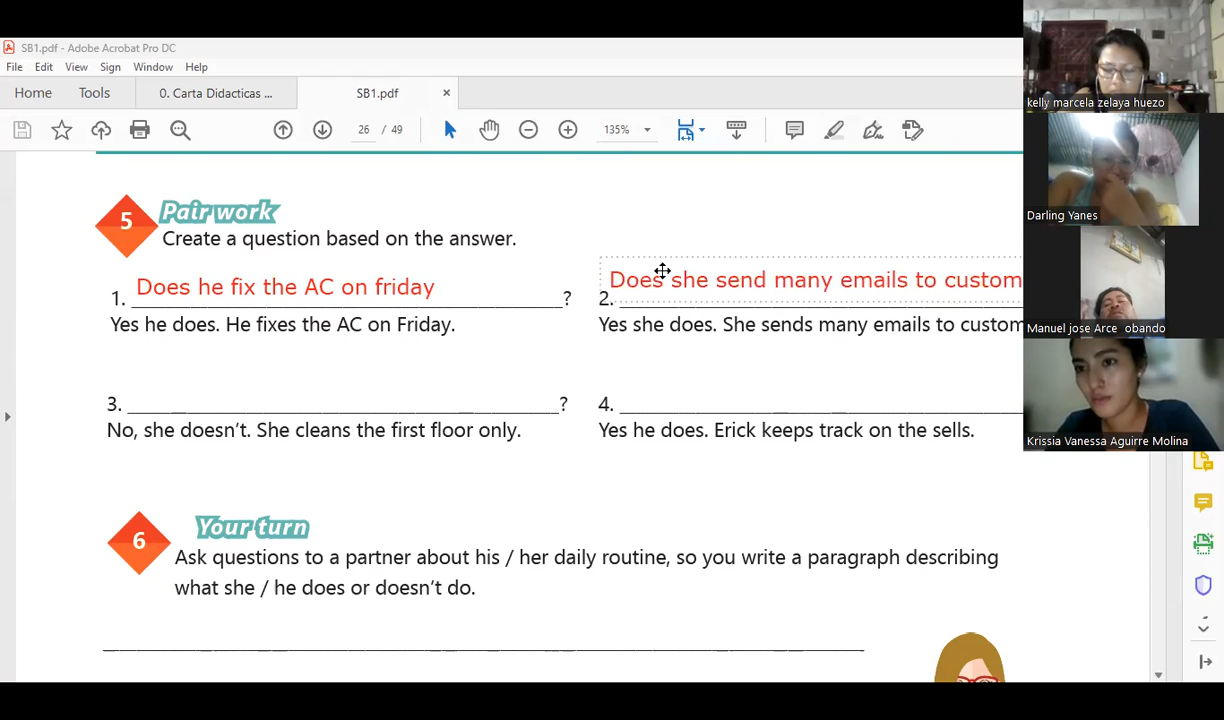 SB1.pdf - Adobe Acrobat Pro DC
File Edit View Sign Window Help
Home Tools 0. Carta Didacticas ... SB1.pdf ×
26 / 49 135%
5 Pair work
Create a question based on the answer.
Does he fix the AC on friday
1. ?
Yes he does. He fixes the AC on Friday.
Does she send many emails to custom
2.
Yes she does. She sends many emails to custom
3. ?
No, she doesn't. She cleans the first floor only.
4.
Yes he does. Erick keeps track on the sells.
6 Your turn
Ask questions to a partner about his / her daily routine, so you write a paragraph describing
what she / he does or doesn't do.
kelly marcela zelaya huezo
Darling Yanes
Manuel jose Arce obando
Krissia Vanessa Aguirre Molina